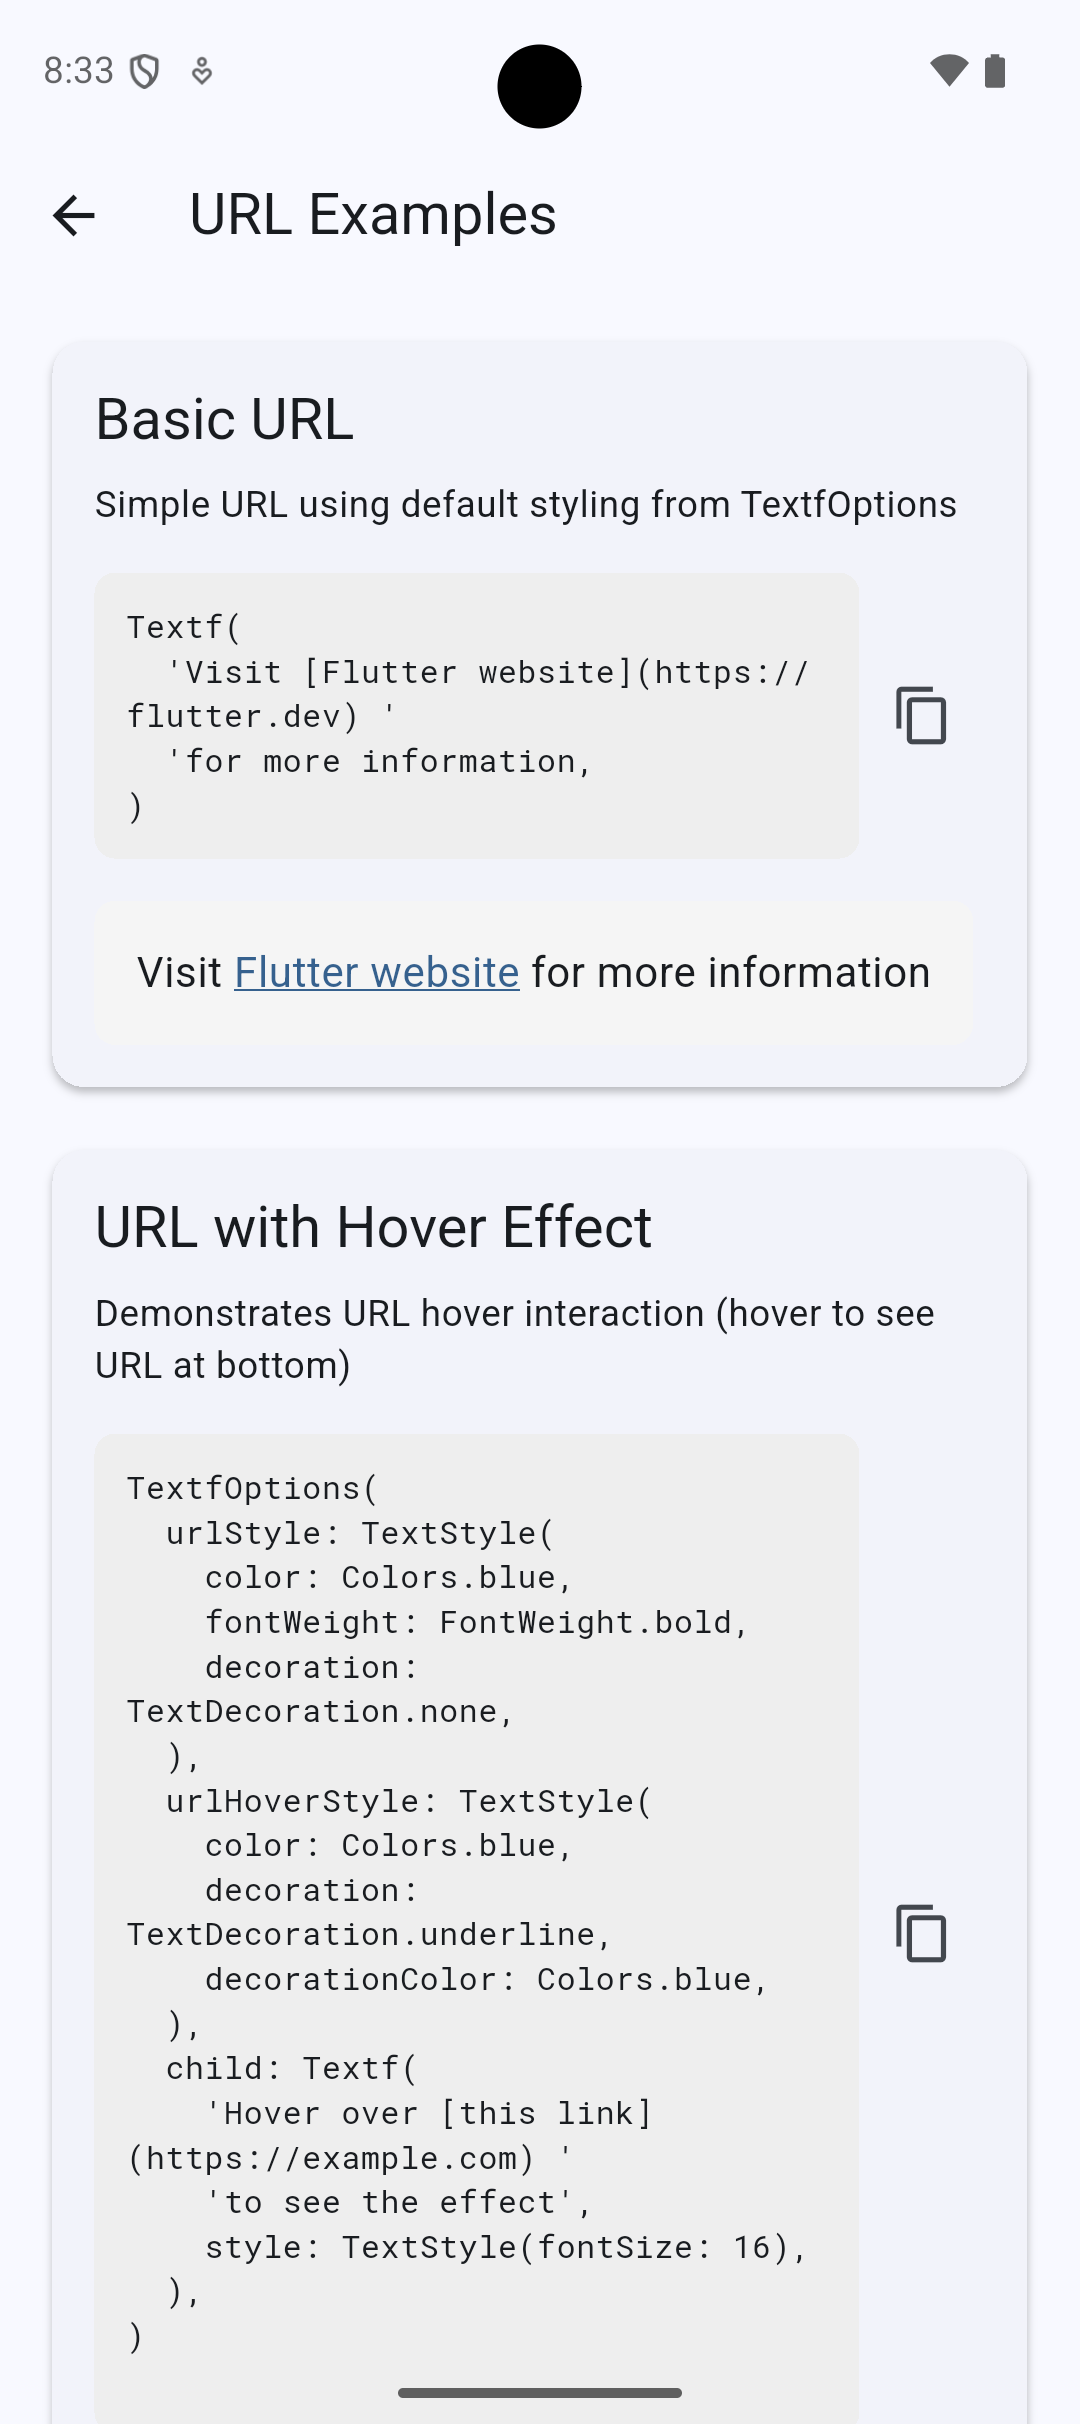 8:33
URL Examples
Basic URL
Simple URL using default styling from TextfOptions
Textf(
  'Visit [Flutter website](https://
flutter.dev) '
  'for more information,
)
Visit Flutter website for more information
URL with Hover Effect
Demonstrates URL hover interaction (hover to see
URL at bottom)
TextfOptions(
  urlStyle: TextStyle(
    color: Colors.blue,
    fontWeight: FontWeight.bold,
    decoration:
TextDecoration.none,
  ),
  urlHoverStyle: TextStyle(
    color: Colors.blue,
    decoration:
TextDecoration.underline,
    decorationColor: Colors.blue,
  ),
  child: Textf(
    'Hover over [this link]
(https://example.com) '
    'to see the effect',
    style: TextStyle(fontSize: 16),
  ),
)